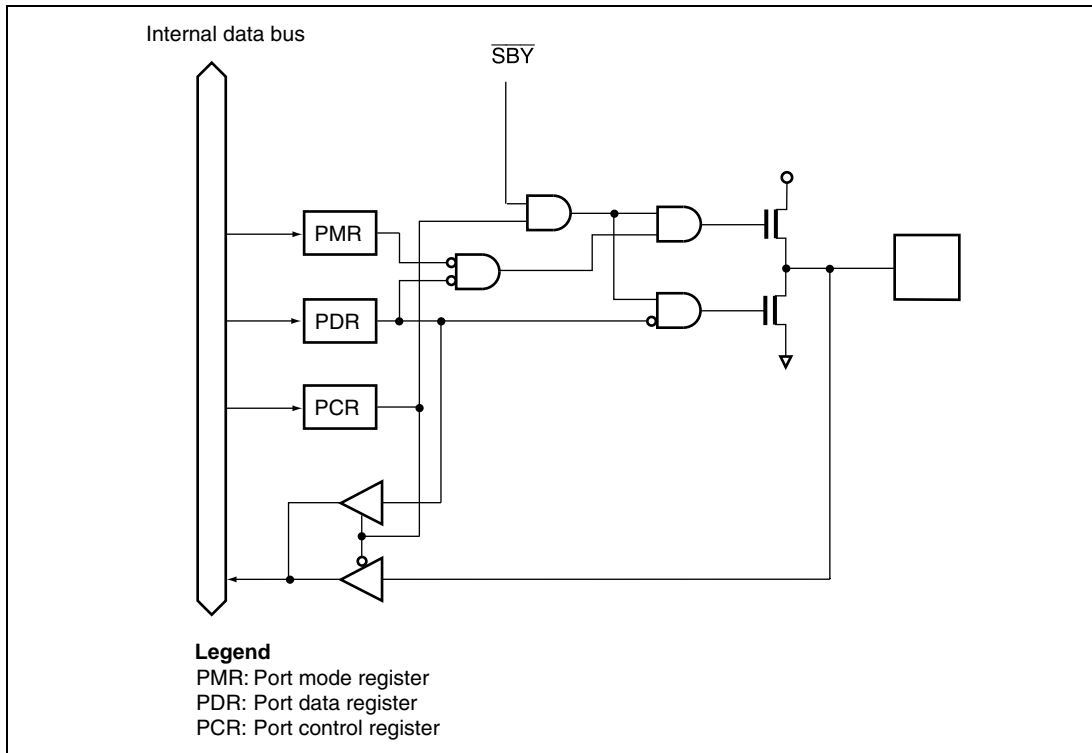 Internal data bus
SBY
PMR
PDR
PCR
Legend
PMR: Port mode register
PDR: Port data register
PCR: Port control register